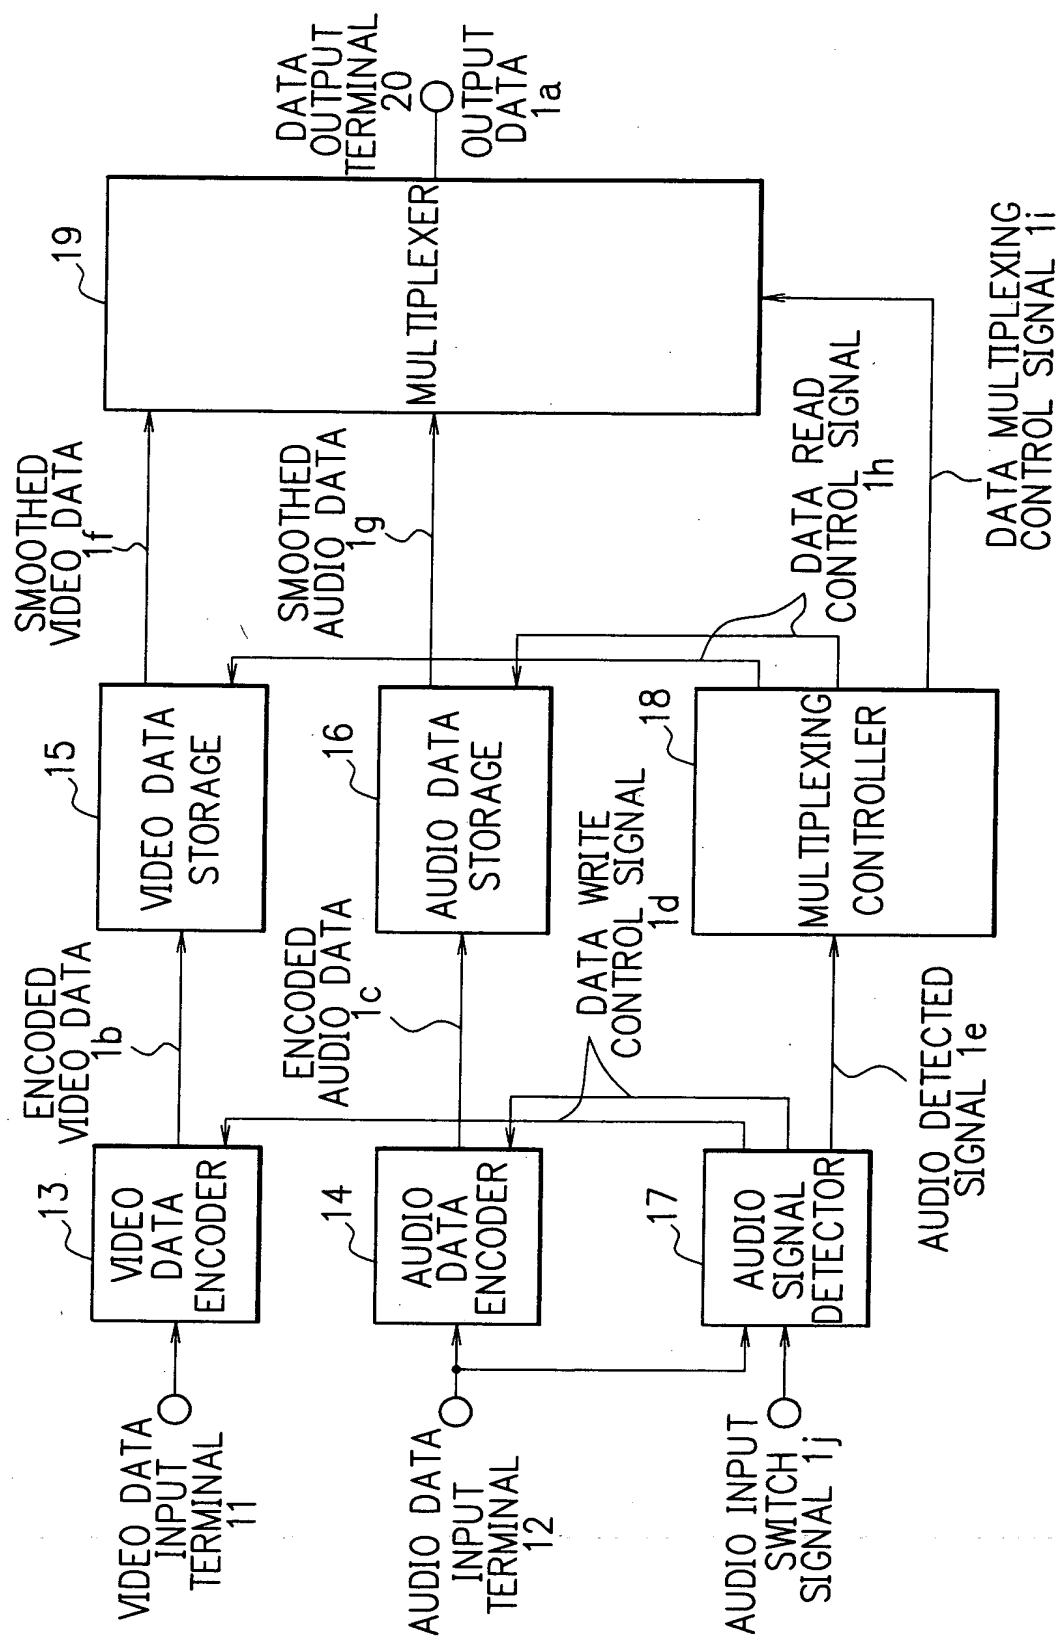 VIDEO DATA
INPUT
TERMINAL
11
13
VIDEO
DATA
ENCODER
ENCODED
VIDEO DATA
1b
15
VIDEO DATA
STORAGE
SMOOTHED
VIDEO DATA
1f
19
MULTIPLEXER
DATA
OUTPUT
TERMINAL
20
OUTPUT
DATA
1a
AUDIO DATA
INPUT
TERMINAL
12
14
AUDIO
DATA
ENCODER
ENCODED
AUDIO DATA
1c
16
AUDIO DATA
STORAGE
SMOOTHED
AUDIO DATA
1g
DATA WRITE
CONTROL SIGNAL
1d
DATA READ
CONTROL SIGNAL
1h
AUDIO INPUT
SWITCH
SIGNAL 1j
17
AUDIO
SIGNAL
DETECTOR
AUDIO DETECTED
SIGNAL 1e
18
MULTIPLEXING
CONTROLLER
DATA MULTIPLEXING
CONTROL SIGNAL 1i